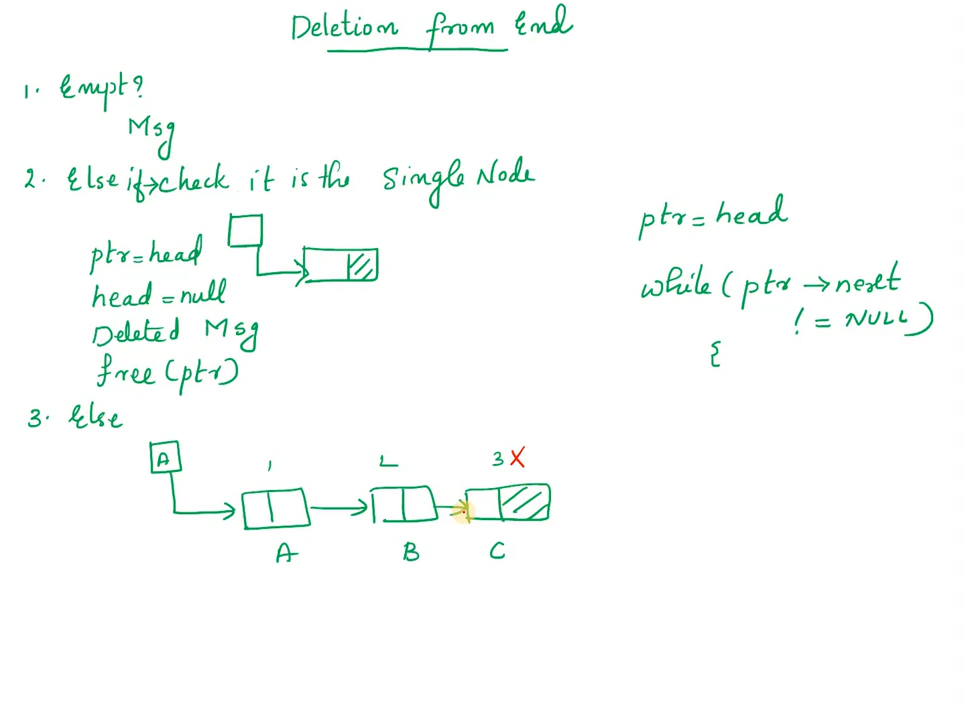 Deletion from End
1. Empt?
Msg
2. Else if→check it is the Single Node
ptr=head
head=null
Deleted Msg
free(ptr)
3. Else
A
1 2 3 X
A B C
ptr=head
while(ptr→next
!=NULL)
{